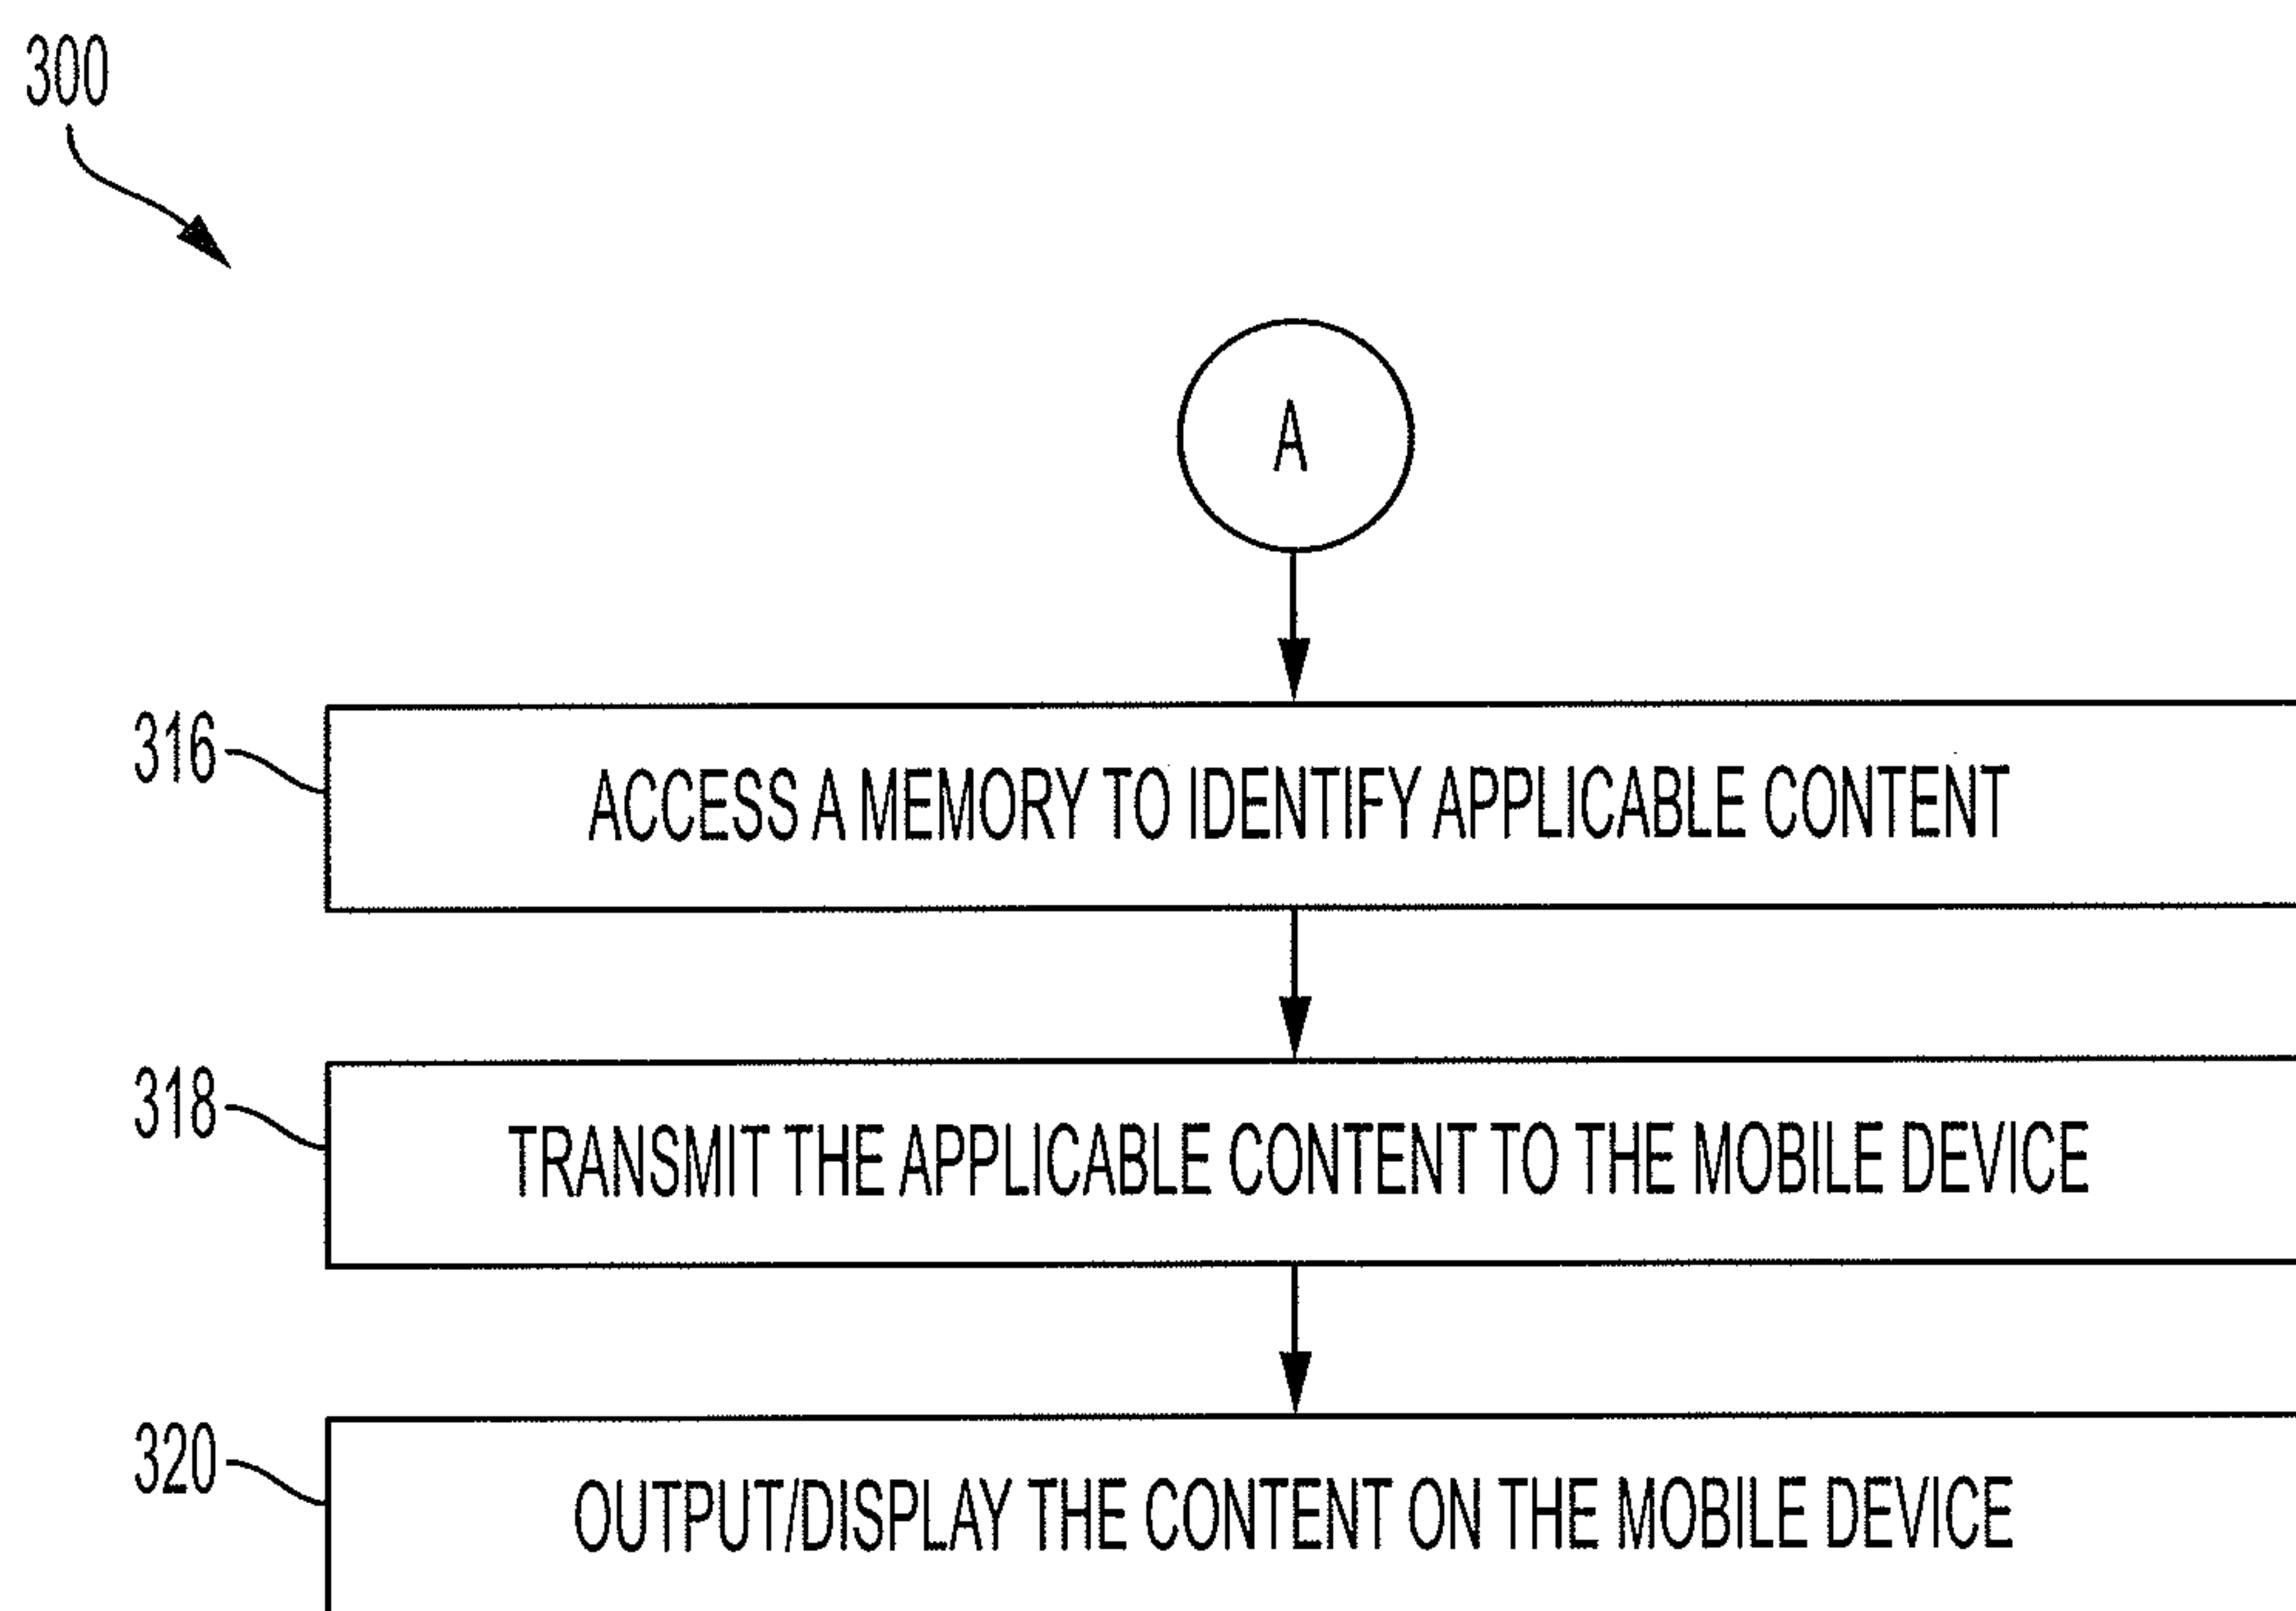 300
A
316
ACCESS A MEMORY TO IDENTIFY APPLICABLE CONTENT
318
TRANSMIT THE APPLICABLE CONTENT TO THE MOBILE DEVICE
320
OUTPUT/DISPLAY THE CONTENT ON THE MOBILE DEVICE